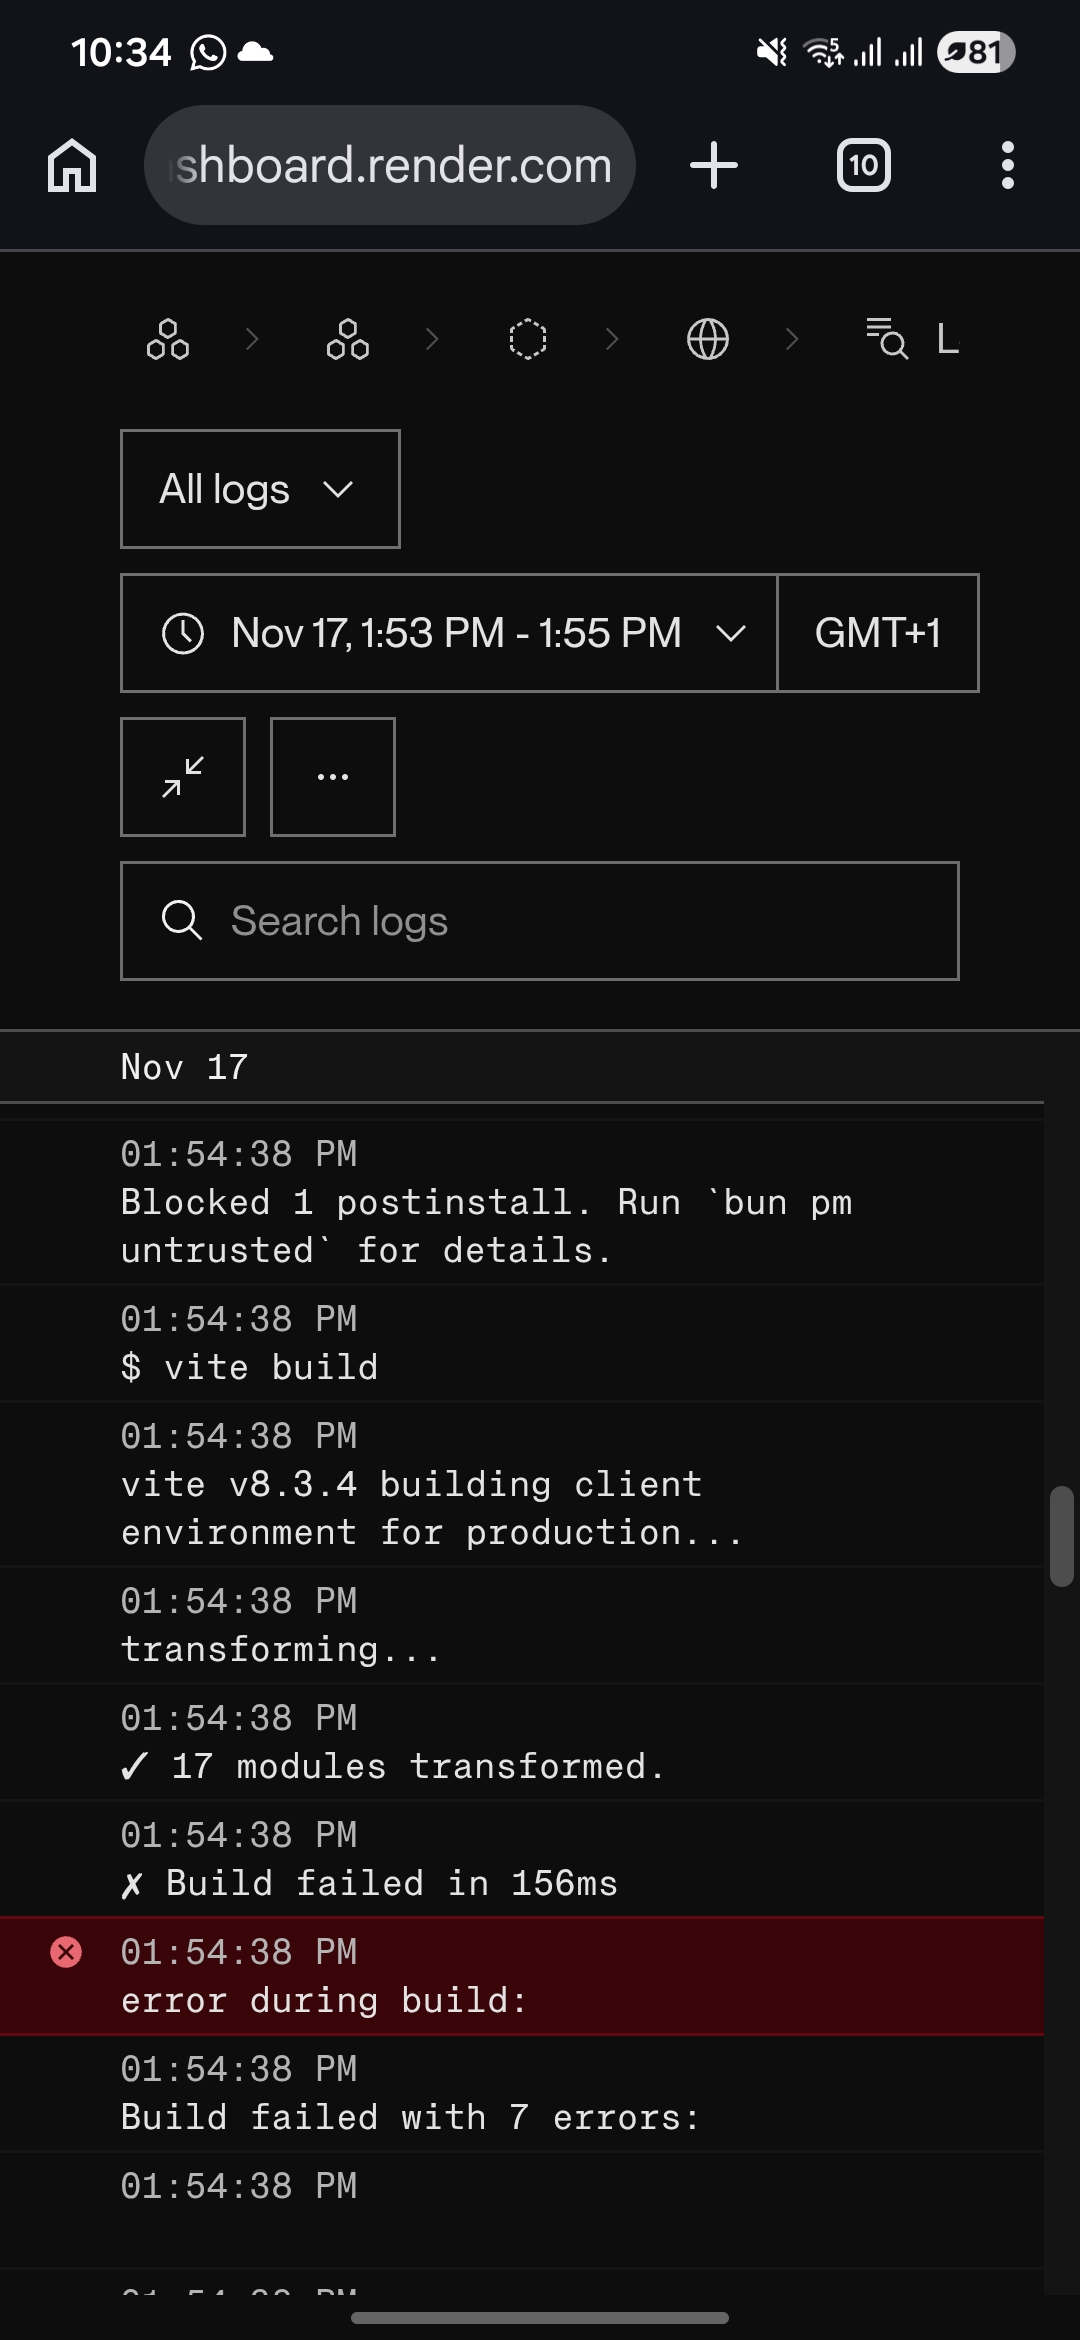 10:34
81
shboard.render.com
10
All logs
Nov 17, 1:53 PM - 1:55 PM
GMT+1
...
Search logs
Nov 17
01:54:38 PM
Blocked 1 postinstall. Run `bun pm
untrusted` for details.
01:54:38 PM
$ vite build
01:54:38 PM
vite v8.3.4 building client
environment for production...
01:54:38 PM
transforming...
01:54:38 PM
✓ 17 modules transformed.
01:54:38 PM
✗ Build failed in 156ms
01:54:38 PM
error during build:
01:54:38 PM
Build failed with 7 errors:
01:54:38 PM